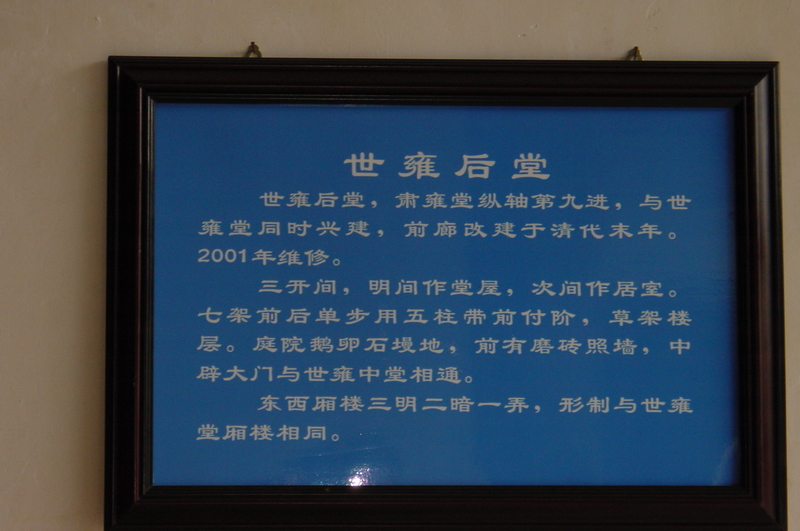 世雍后堂
世雍后堂，肃雍堂纵轴第九进，与世
雍堂同时兴建，前廊改建于清代末年。
2001年维修。
三开间，明间作堂屋，次间作居室。
七架前后单步用五柱带前付阶，草架楼
层。庭院鹅卵石墁地，前有磨砖照墙，中
辟大门与世雍中堂相通。
东西厢楼三明二暗一弄，形制与世雍
堂厢楼相同。